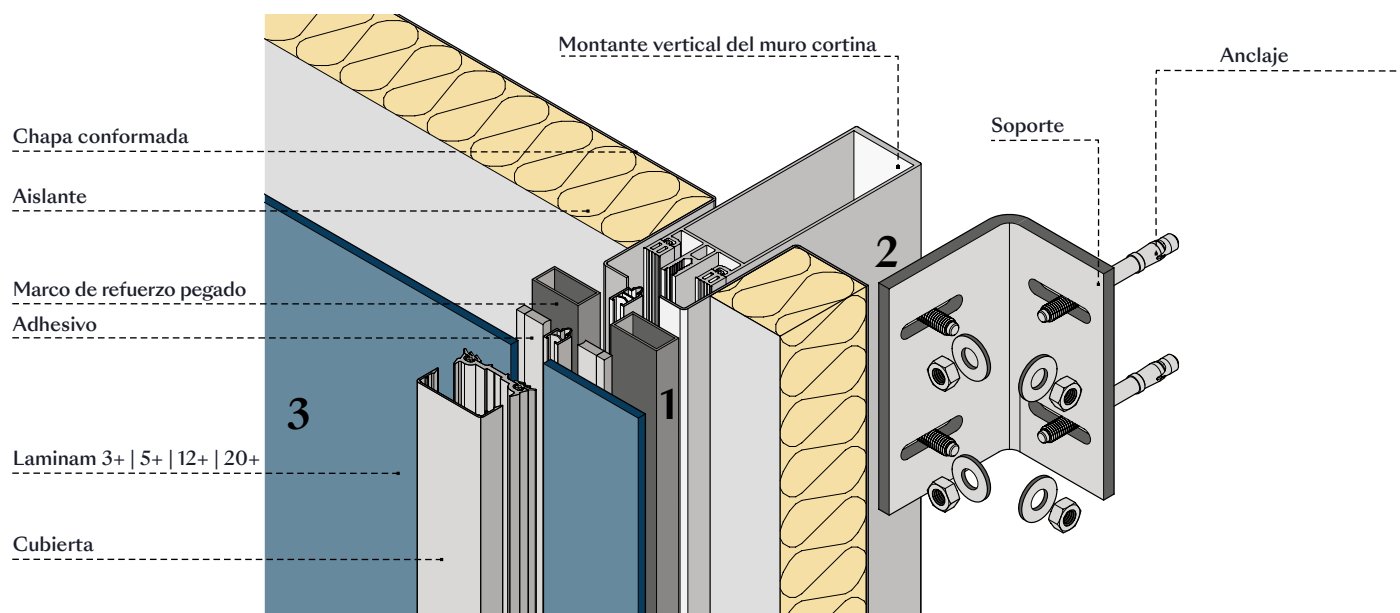 Montante vertical del muro cortina
Anclaje
Soporte
Chapa conformada
Aislante
2
Marco de refuerzo pegado
Adhesivo
1
3
Laminam 3+ | 5+ | 12+ | 20+
Cubierta